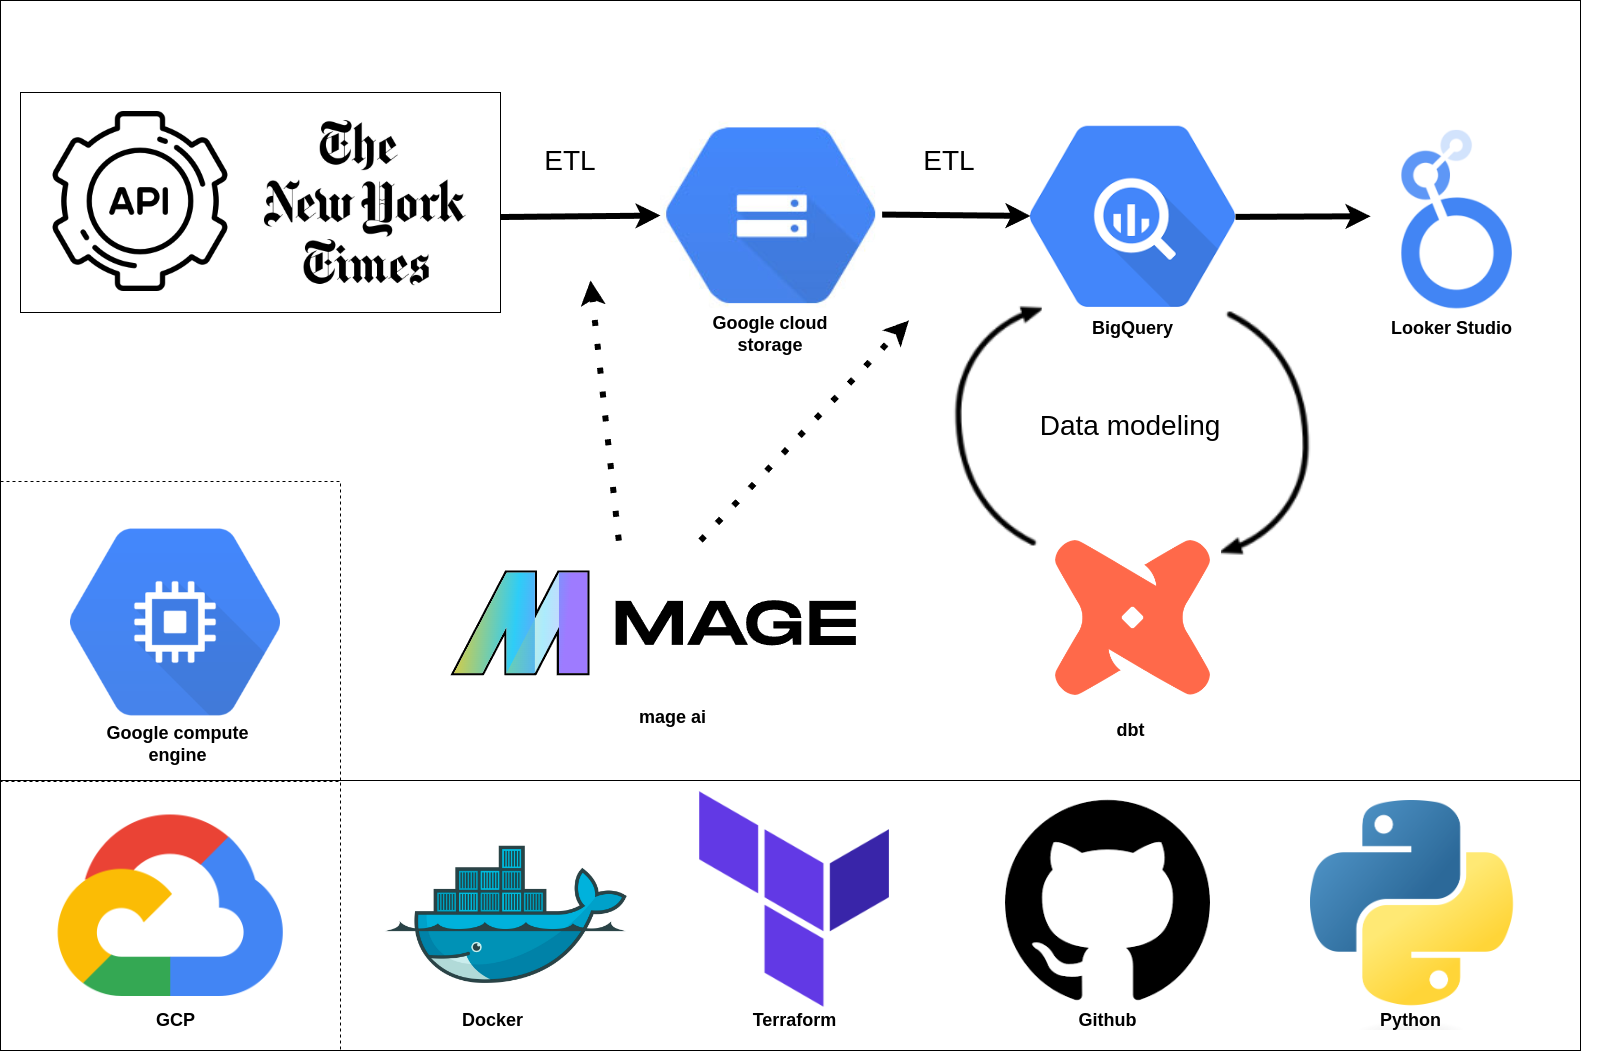 API
The
New York
Times
ETL
ETL
Google cloud
storage
BigQuery
Looker Studio
Data modeling
Google compute
engine
MAGE
mage ai
dbt
GCP
Docker
Terraform
Github
Python